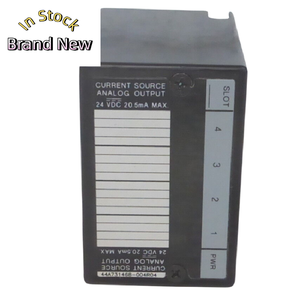 In Stock
Brand New
CURRENT SOURCE
ANALOG OUTPUT
24 VDC 20.5mA MAX
SLOT
4
3
2
1
PWR
24 VDC 20.5mA MAX
ANALOG OUTPUT
CURRENT SOURCE